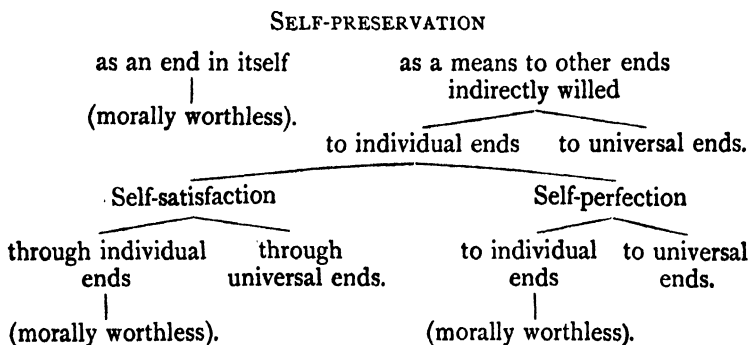 SELF-PRESERVATION
as an end in itself as a means to other ends
indirectly willed
(morally worthless).
to individual ends to universal ends.
Self-satisfaction Self-perfection
through individual through to individual to universal
ends universal ends. ends ends.
(morally worthless). (morally worthless).